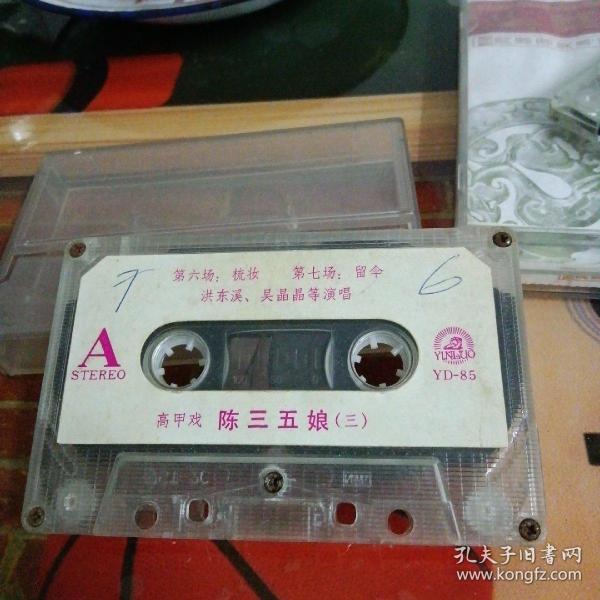 第六场：梳妆 第七场：留伞
洪东溪、吴晶晶等演唱
6
A
STEREO
YD-85
高甲戏 陈三五娘（三）
孔夫子旧书网
www.kongfz.com